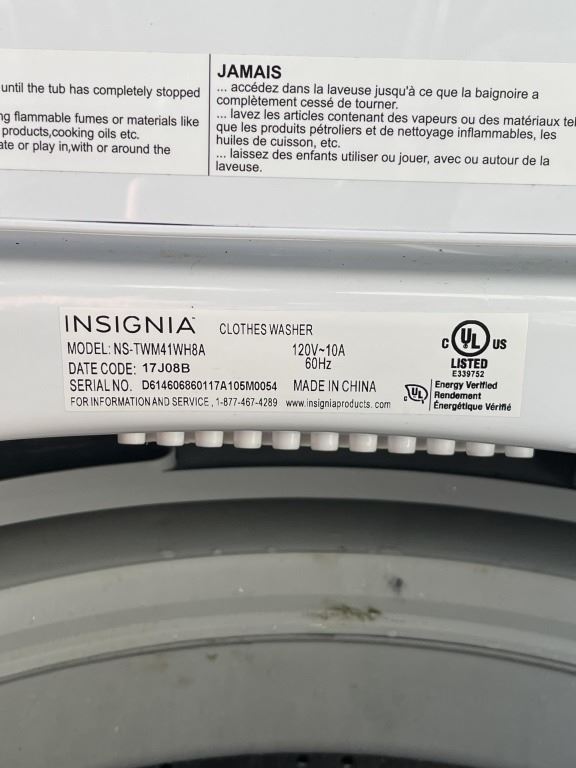 until the tub has completely stopped
ng flammable fumes or materials like
products,cooking oils etc.
ate or play in,with or around the
JAMAIS
... accédez dans la laveuse jusqu'à ce que la baignoire a
complètement cessé de tourner.
... lavez les articles contenant des vapeurs ou des matériaux tel
que les produits pétroliers et de nettoyage inflammables, les
huiles de cuisson, etc.
... laissez des enfants utiliser ou jouer, avec ou autour de la
laveuse.
INSIGNIA CLOTHES WASHER
MODEL: NS-TWM41WH8A 120V~10A
60Hz
DATE CODE: 17J08B
SERIAL NO. D614606860117A105M0054 MADE IN CHINA
FOR INFORMATION AND SERVICE , 1-877-467-4289 www.insigniaproducts. com
C UL US
LISTED
E339752
c UL
Energy Verified
Rendement
Énergétique Vérifié